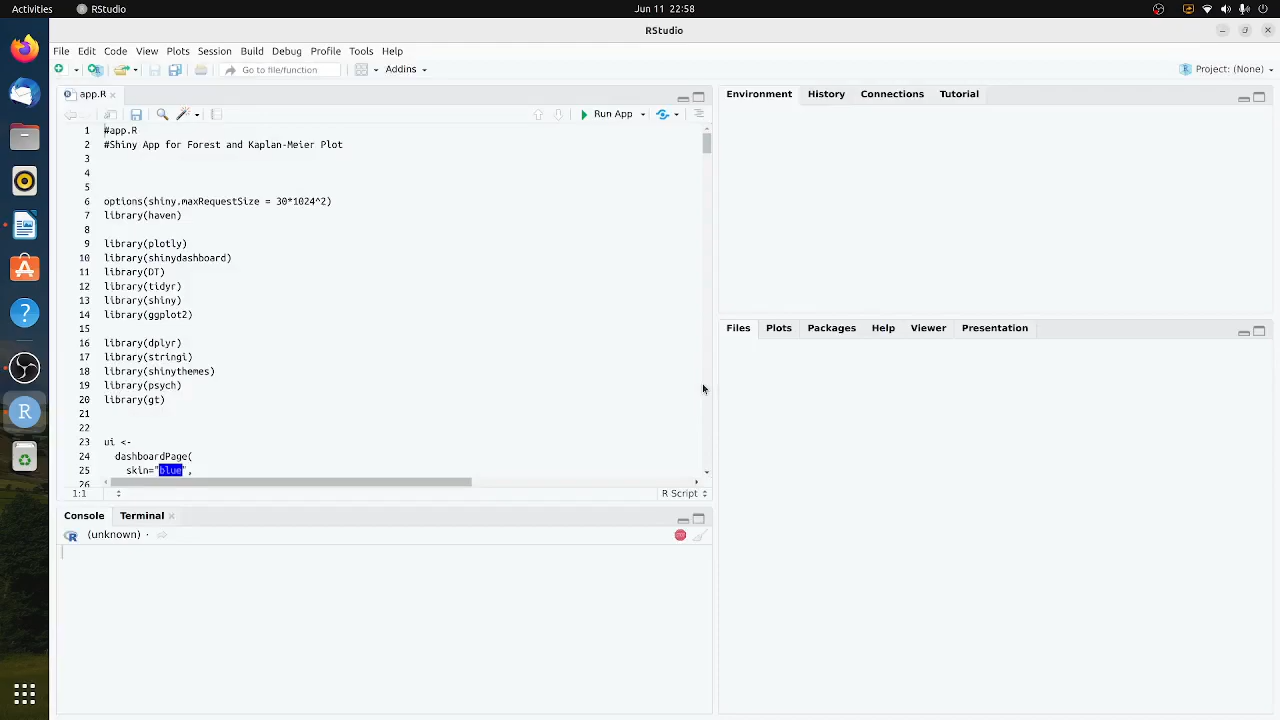 Activities
RStudio
Jun 11 22:58
RStudio
File Edit Code View Plots Session Build Debug Profile Tools Help
Go to file/function
Addins
Project: (None)
app.R
Run App
1 #app.R
2 #Shiny App for Forest and Kaplan-Meier Plot
3
4
5
6 options(shiny.maxRequestSize = 30*1024^2)
7 library(haven)
8
9 library(plotly)
10 library(shinydashboard)
11 library(DT)
12 library(tidyr)
13 library(shiny)
14 library(ggplot2)
15
16 library(dplyr)
17 library(stringi)
18 library(shinythemes)
19 library(psych)
20 library(gt)
21
22
23 ui <-
24 dashboardPage(
25 skin="blue",
26
1:1
R Script
Console Terminal
(unknown)
Environment History Connections Tutorial
Files Plots Packages Help Viewer Presentation